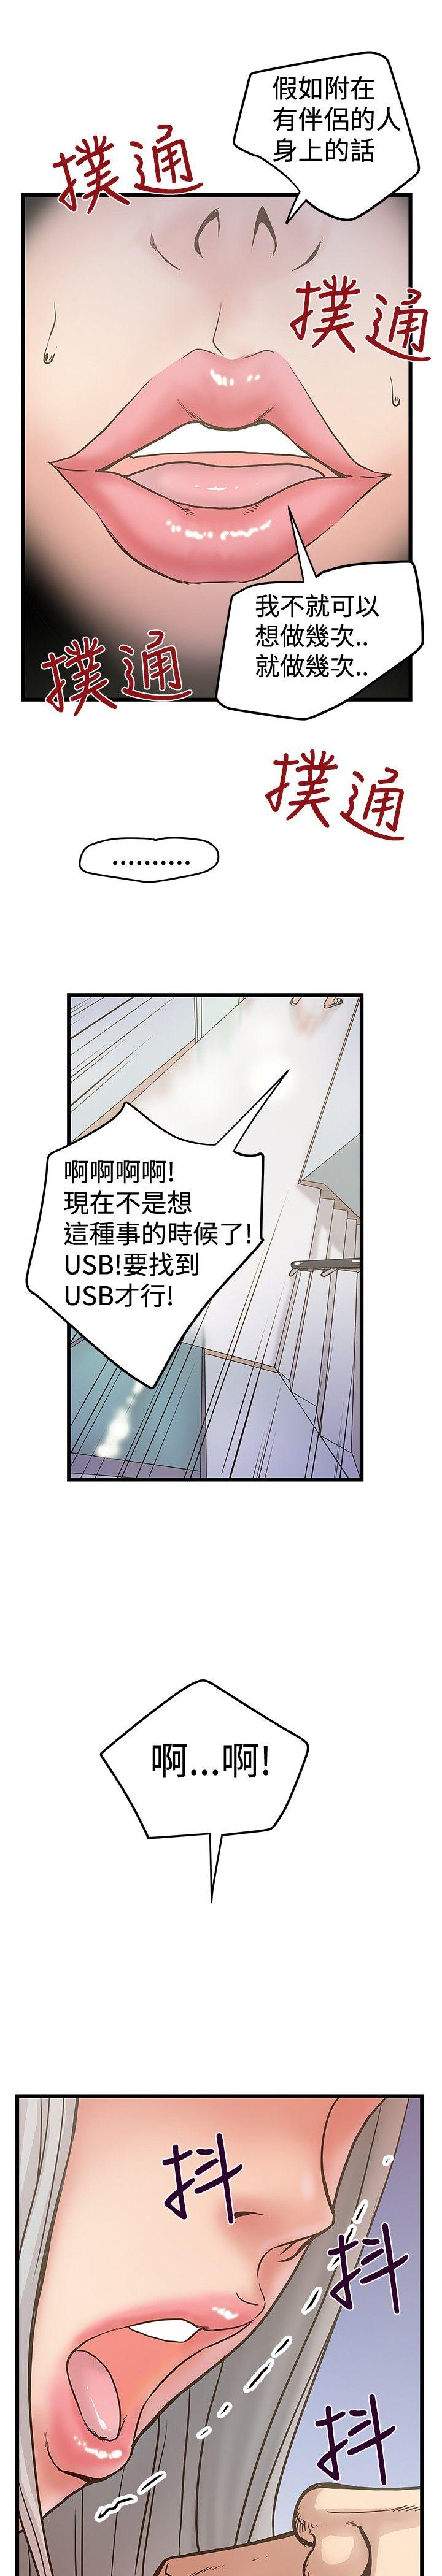 假如附在
有伴侶的人
身上的話
撲通
撲通
我不就可以
想做幾次..
就做幾次..
撲通
撲通
..........
啊啊啊啊!
現在不是想
這種事的時候了!
USB!要找到
USB才行!
啊...啊!
抖
抖
抖